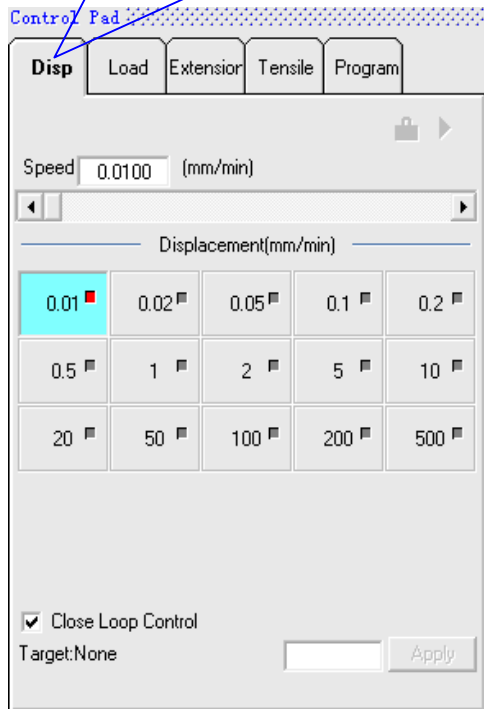 Control Pad
Disp Load Extension Tensile Program
Speed 0.0100 (mm/min)
Displacement(mm/min)
0.01 0.02 0.05 0.1 0.2
0.5 1 2 5 10
20 50 100 200 500
Close Loop Control
Target:None Apply